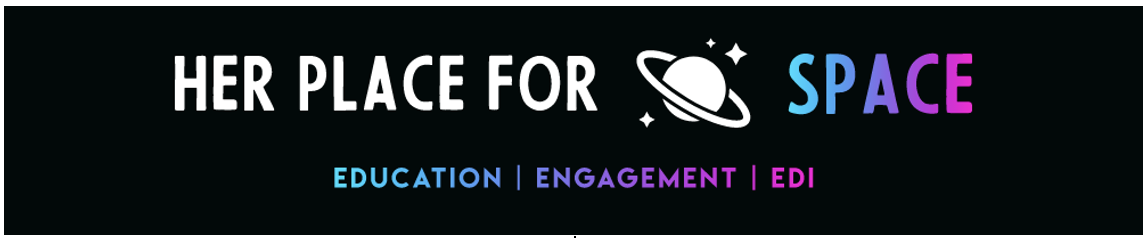 HER PLACE FOR SPACE
EDUCATION | ENGAGEMENT | EDI